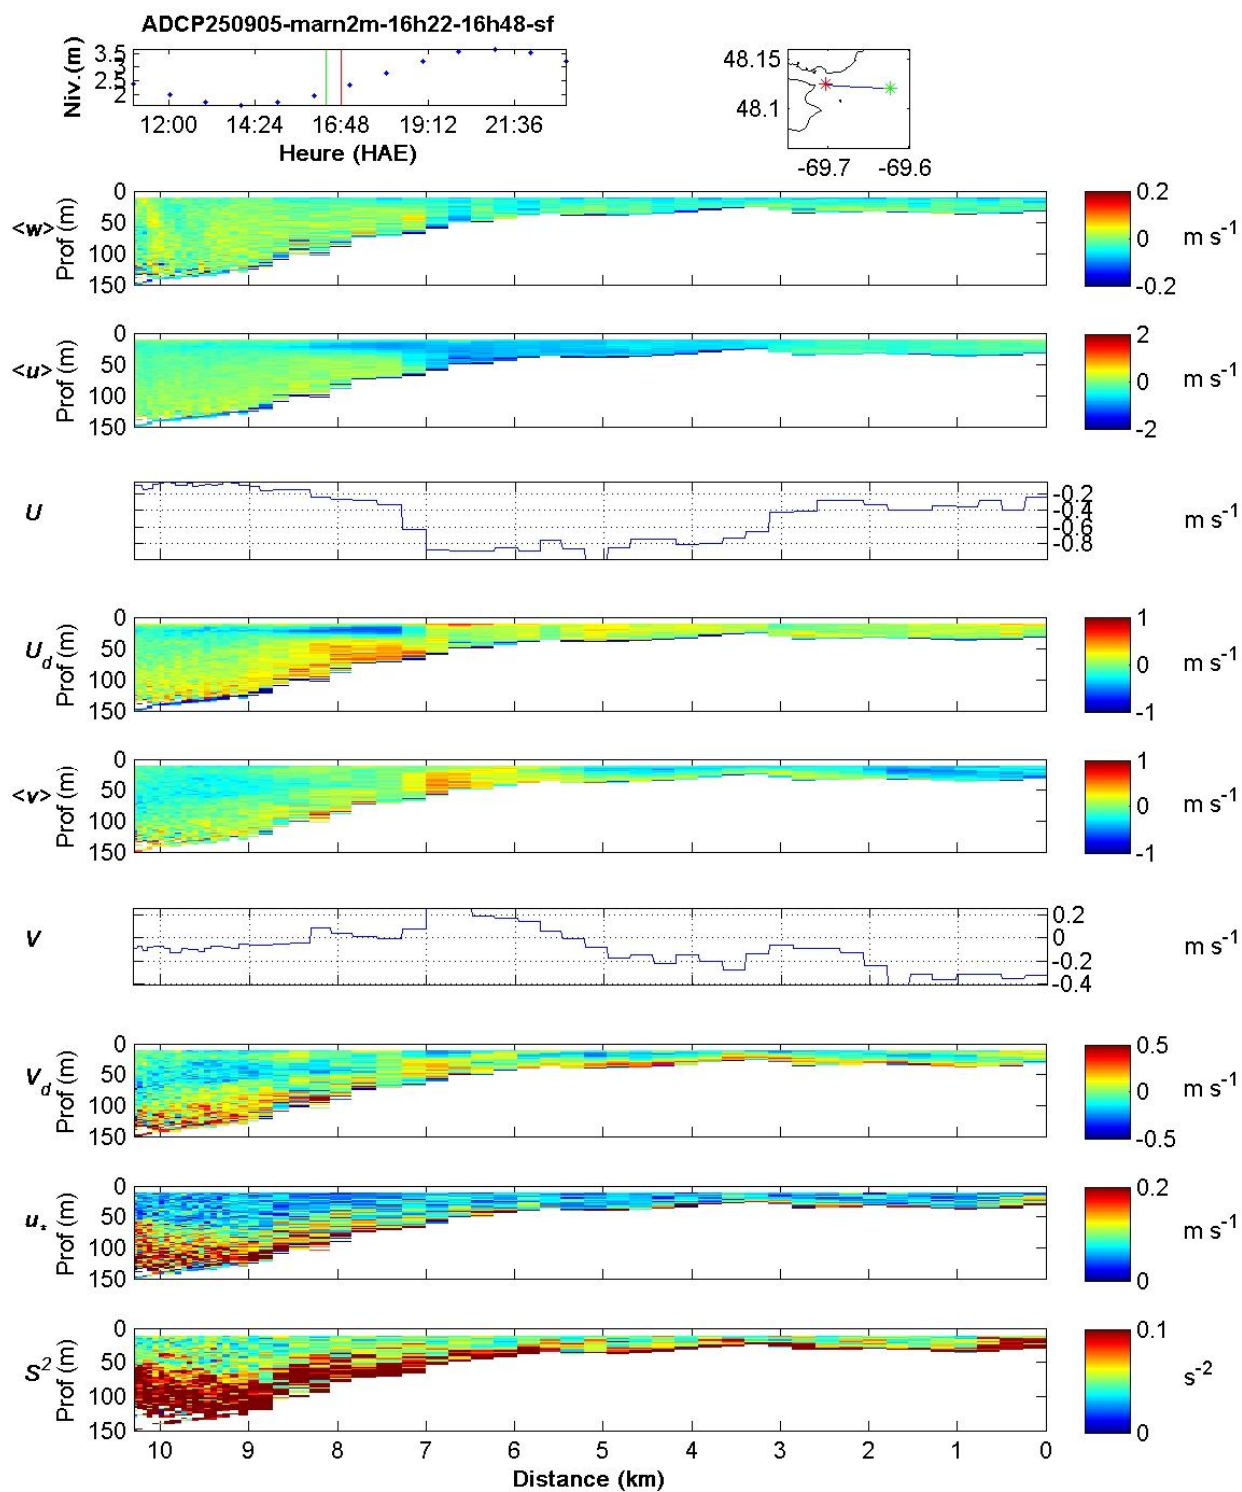 ADCP250905-marn2m-16h22-16h48-sf
Niv.(m)
3.5
3
2.5
2
12:00 14:24 16:48 19:12 21:36
Heure (HAE)
48.15
48.1
-69.7 -69.6
<w>
Prof (m)
0
50
100
150
0.2
0
-0.2
m s-1
<u>
Prof (m)
0
50
100
150
2
0
-2
m s-1
U
-0.2
-0.4
-0.6
-0.8
m s-1
Ud
Prof (m)
0
50
100
150
1
0
-1
m s-1
<v>
Prof (m)
0
50
100
150
1
0
-1
m s-1
V
0.2
0
-0.2
-0.4
m s-1
Vd
Prof (m)
0
50
100
150
0.5
0
-0.5
m s-1
u*
Prof (m)
0
50
100
150
0.2
0
m s-1
S2
Prof (m)
0
50
100
150
0.1
0
s-2
10 9 8 7 6 5 4 3 2 1 0
Distance (km)